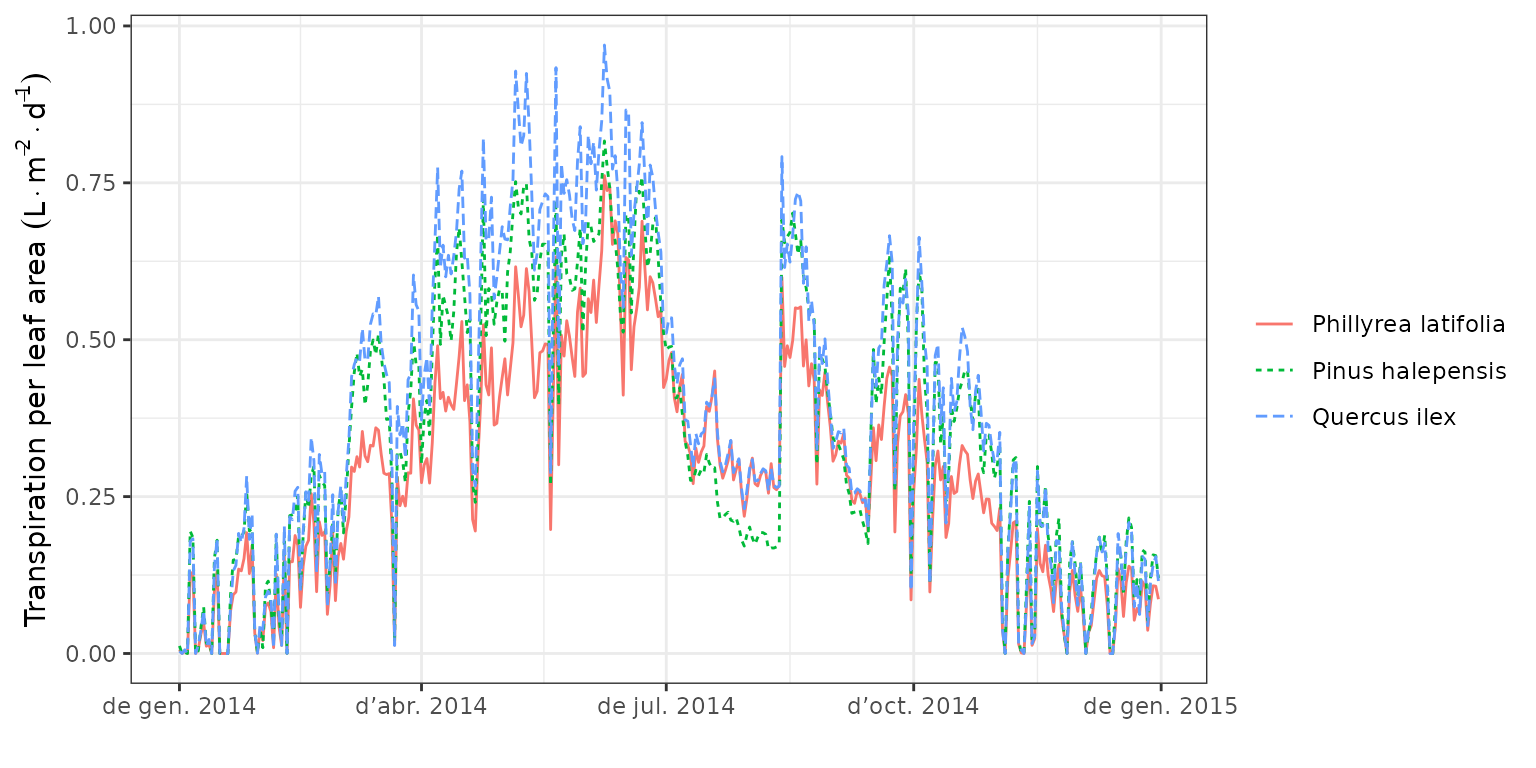 Transpiration per leaf area (L·m⁻²·d⁻¹)
1.00
0.75
0.50
0.25
0.00
de gen. 2014 d’abr. 2014 de jul. 2014 d’oct. 2014 de gen. 2015
Phillyrea latifolia
Pinus halepensis
Quercus ilex